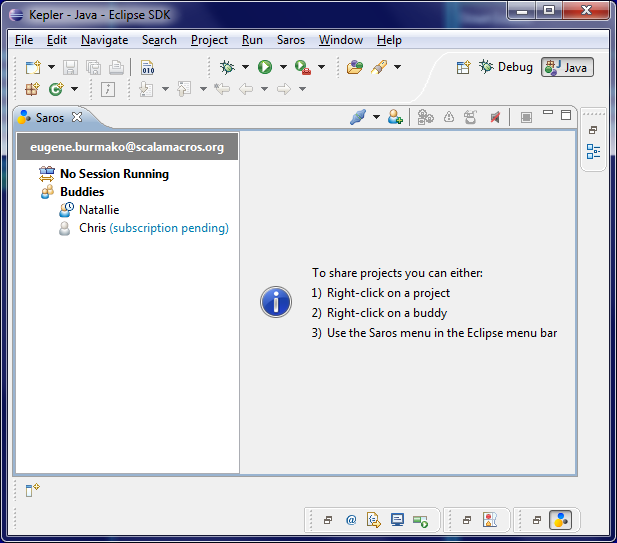 Kepler - Java - Eclipse SDK
File Edit Navigate Search Project Run Saros Window Help
010
Debug Java
Saros
eugene.burmako@scalamacros.org
No Session Running
Buddies
Natallie
Chris (subscription pending)
To share projects you can either:
1) Right-click on a project
2) Right-click on a buddy
3) Use the Saros menu in the Eclipse menu bar